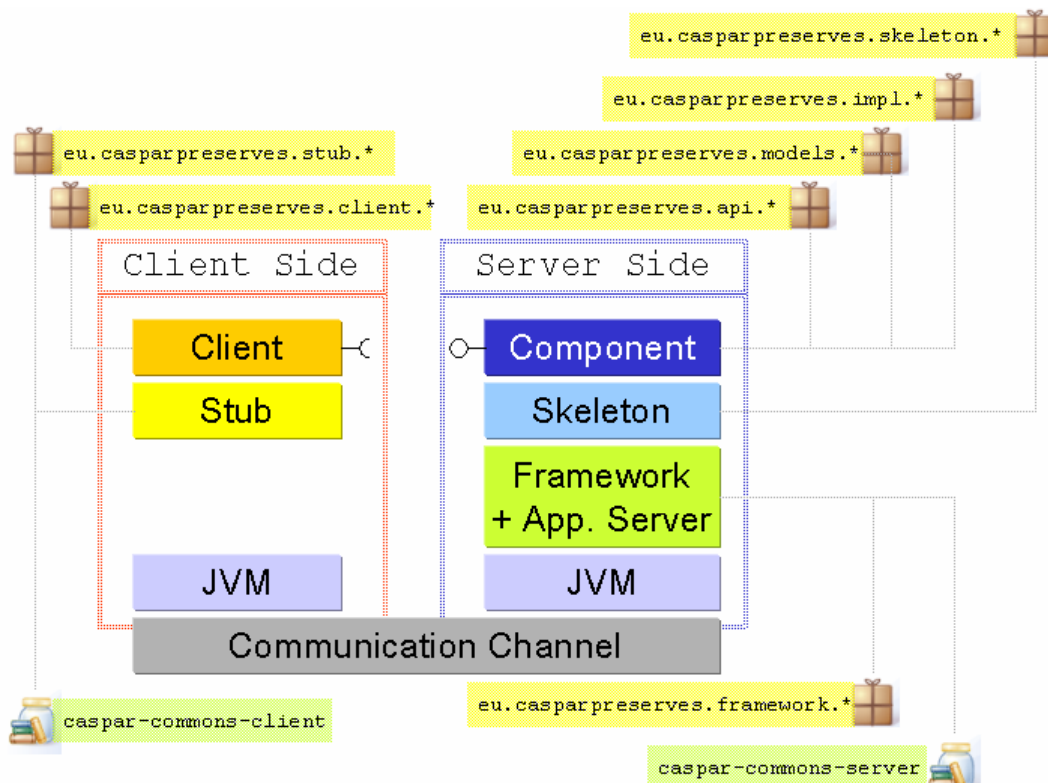 eu.casparpreserves.skeleton.*
eu.casparpreserves.impl.*
eu.casparpreserves.stub.*
eu.casparpreserves.models.*
eu.casparpreserves.client.*
eu.casparpreserves.api.*
Client Side
Server Side
Client
Component
Stub
Skeleton
Framework
+ App. Server
JVM
JVM
Communication Channel
caspar-commons-client
eu.casparpreserves.framework.*
caspar-commons-server